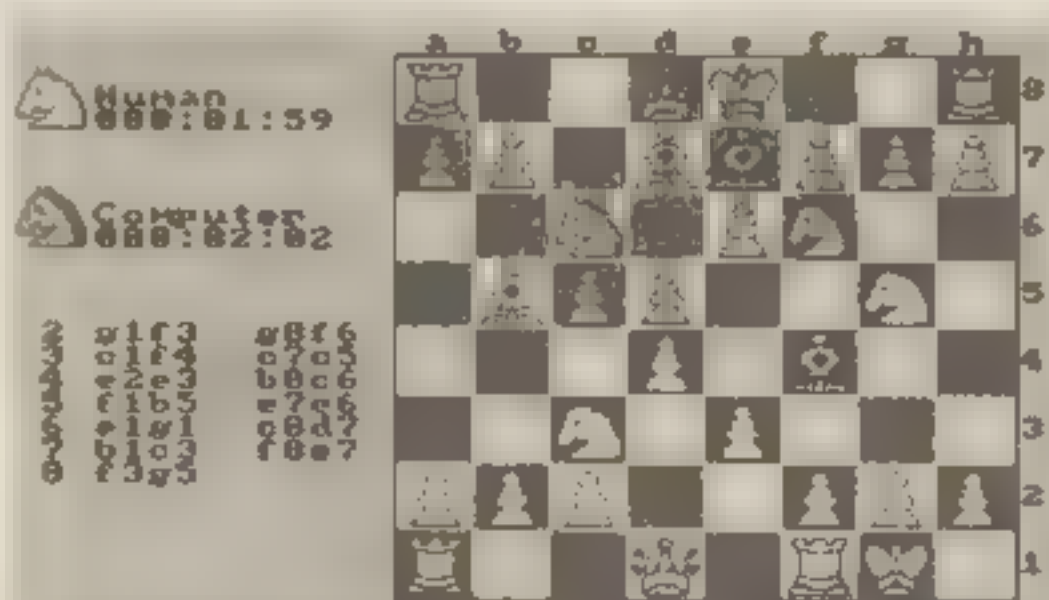 a b c d e f g h
Human
000:01:59
Computer
000:02:02
2 g1f3 g8f6
3 c1f4 c7c5
4 e2e3 b8c6
5 f1b5 e7e6
6 e1g1 c8d7
7 b1c3 f8e7
8 f3g5
8
7
6
5
4
3
2
1